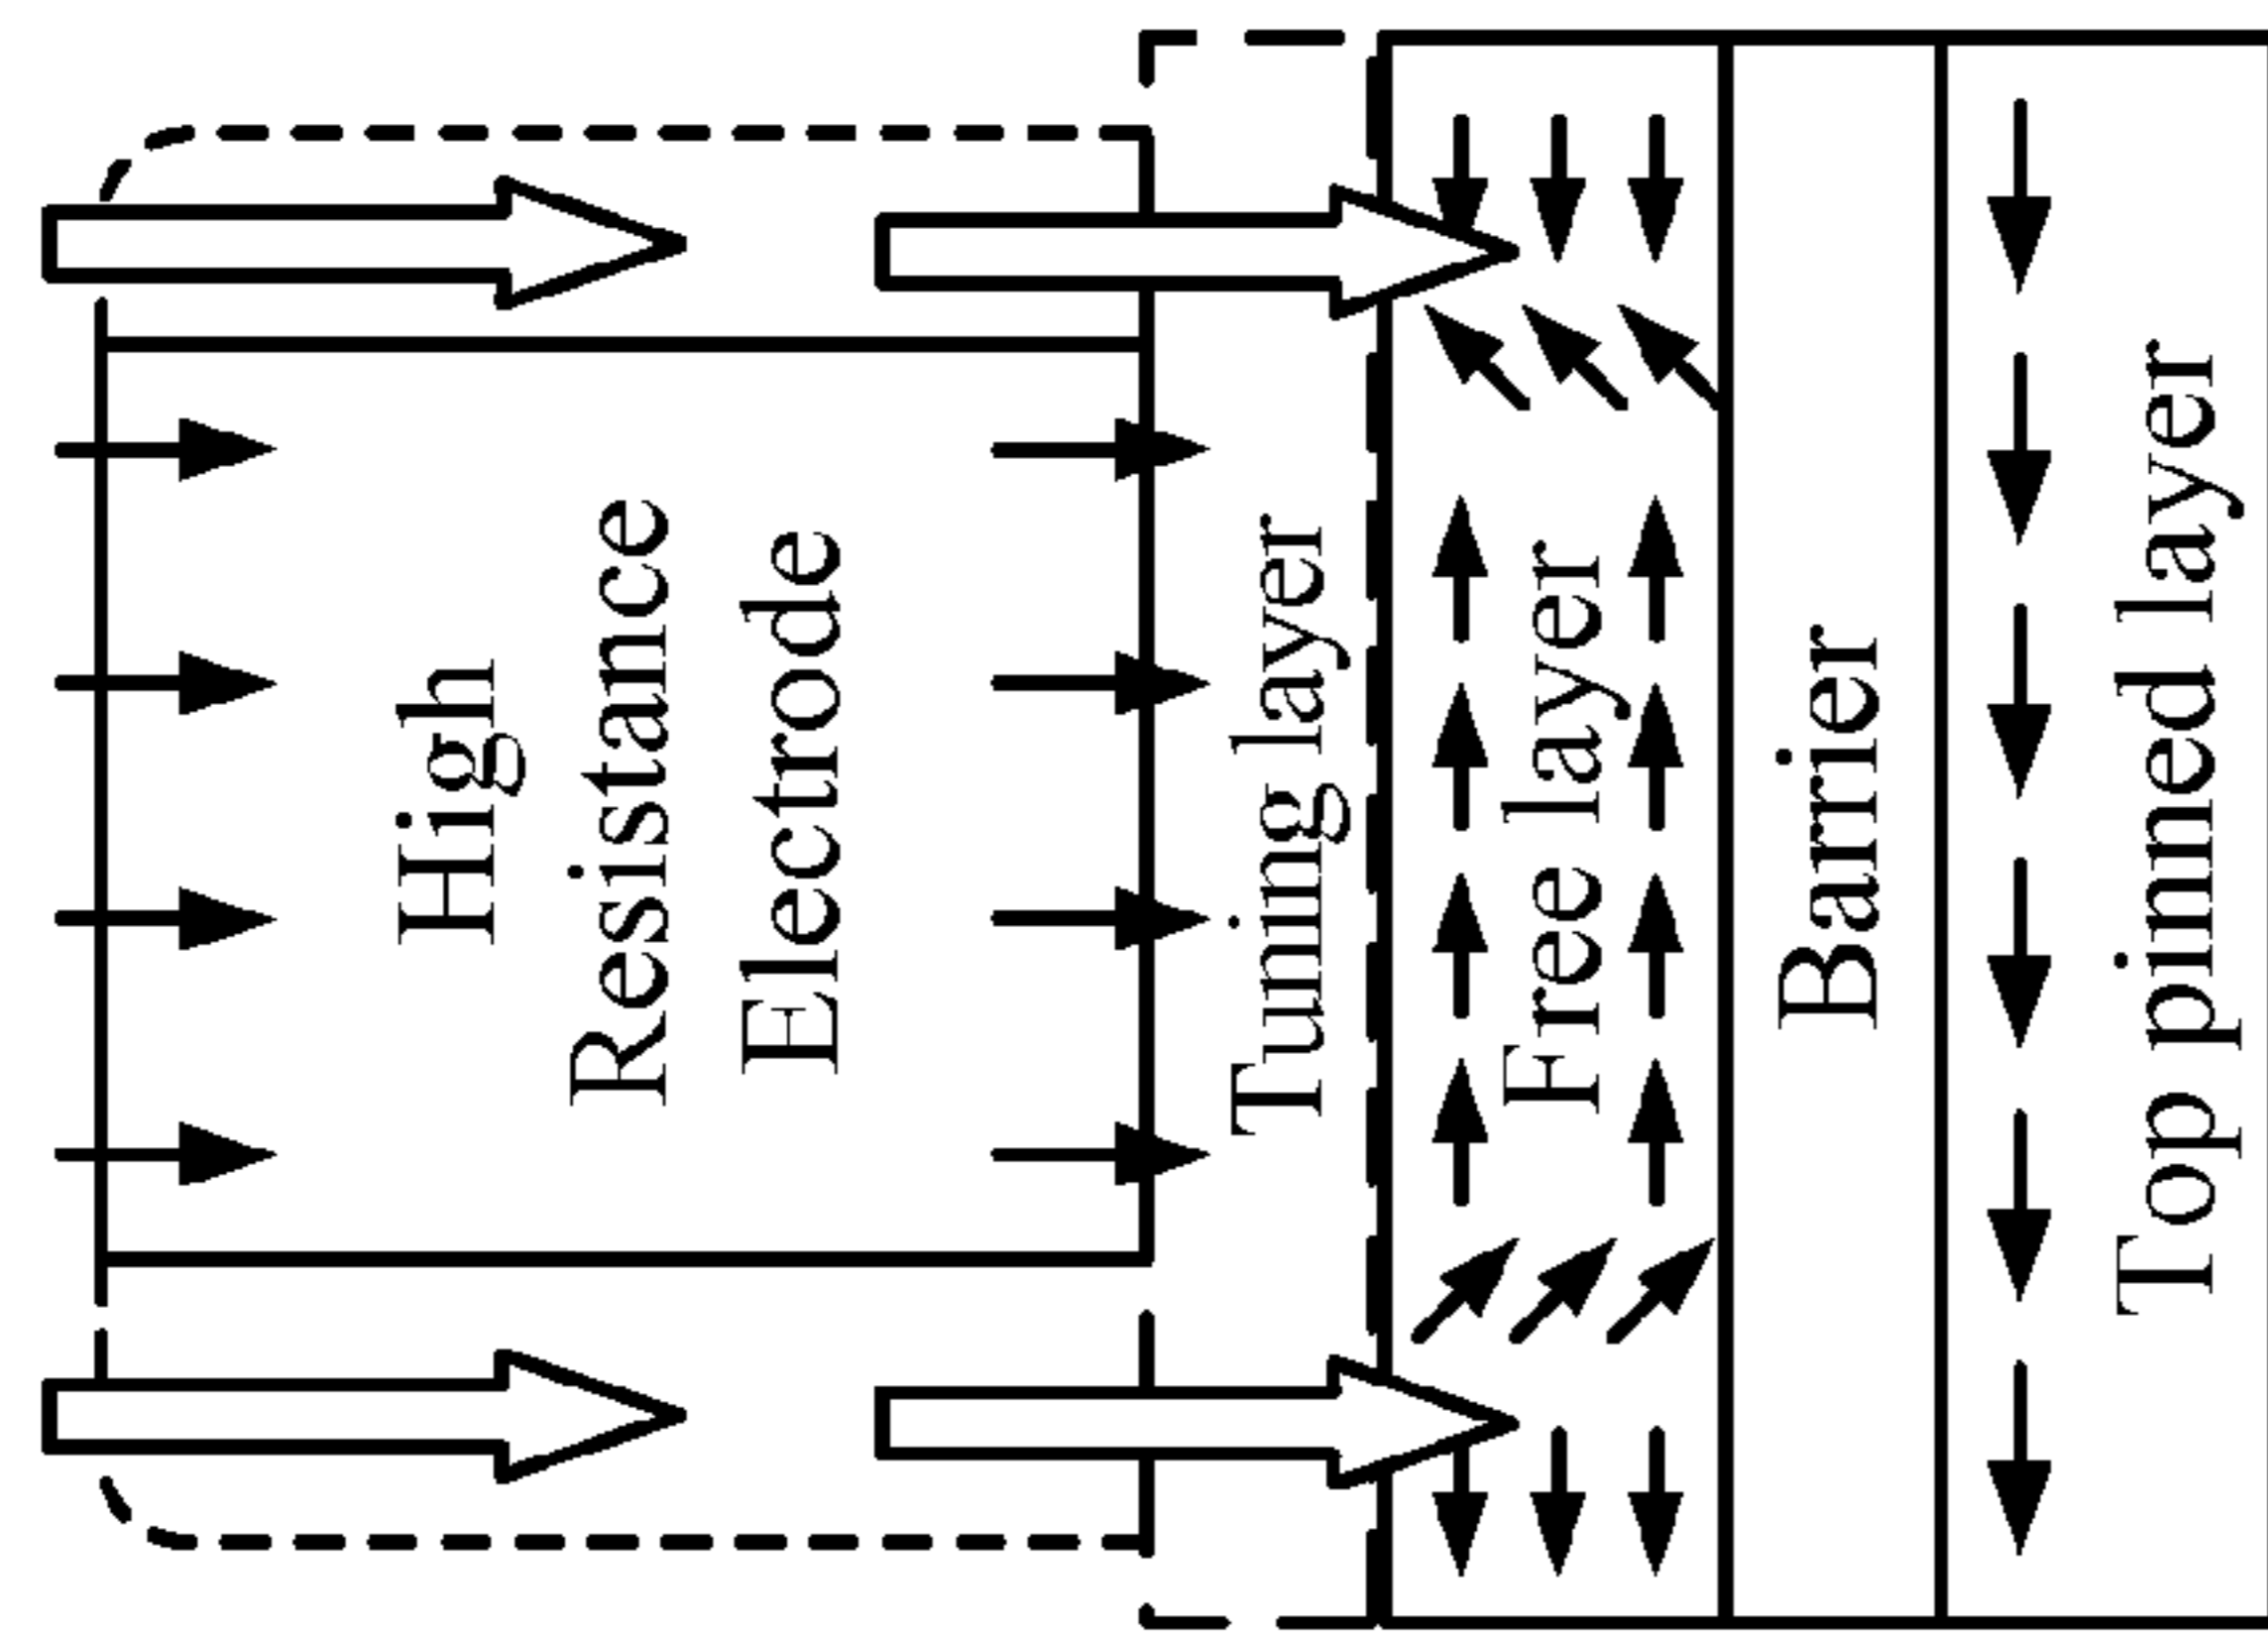 High
Resistance
Electrode
Tuning layer
Free layer
Barrier
Top pinned layer